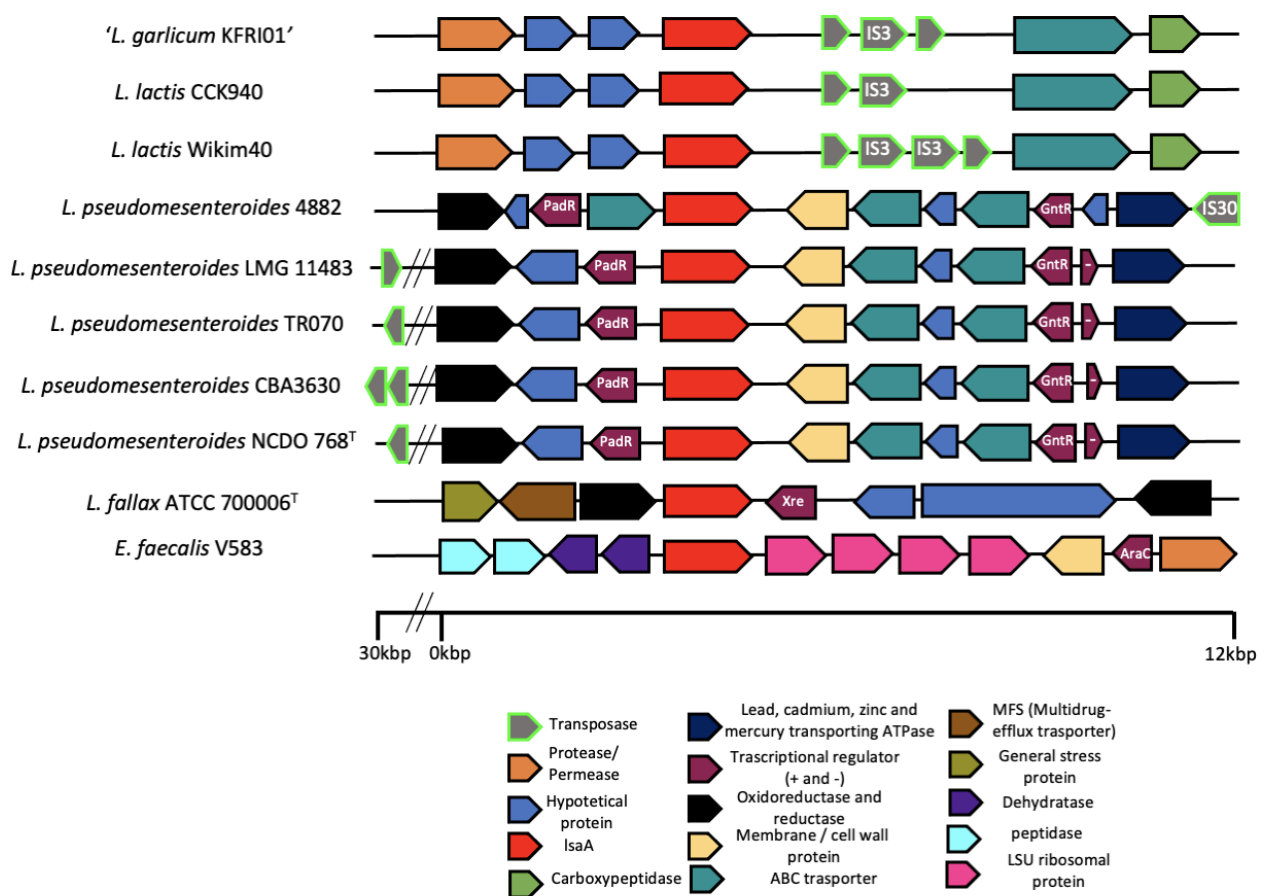 ‘L. garlicum KFRI01’
IS3
L. lactis CCK940
IS3
L. lactis Wikim40
IS3 IS3
L. pseudomesenteroides 4882
PadR GntR IS30
L. pseudomesenteroides LMG 11483
PadR GntR -
L. pseudomesenteroides TR070
PadR GntR -
L. pseudomesenteroides CBA3630
PadR GntR -
L. pseudomesenteroides NCDO 768ᵀ
PadR GntR -
L. fallax ATCC 700006ᵀ
Xre
E. faecalis V583
AraC
30kbp 0kbp 12kbp
Transposase
Protease/
Permease
Hypotetical
protein
lsaA
Carboxypeptidase
Lead, cadmium, zinc and
mercury transporting ATPase
Trascriptional regulator
(+ and -)
Oxidoreductase and
reductase
Membrane / cell wall
protein
ABC trasporter
MFS (Multidrug-
efflux trasporter)
General stress
protein
Dehydratase
peptidase
LSU ribosomal
protein